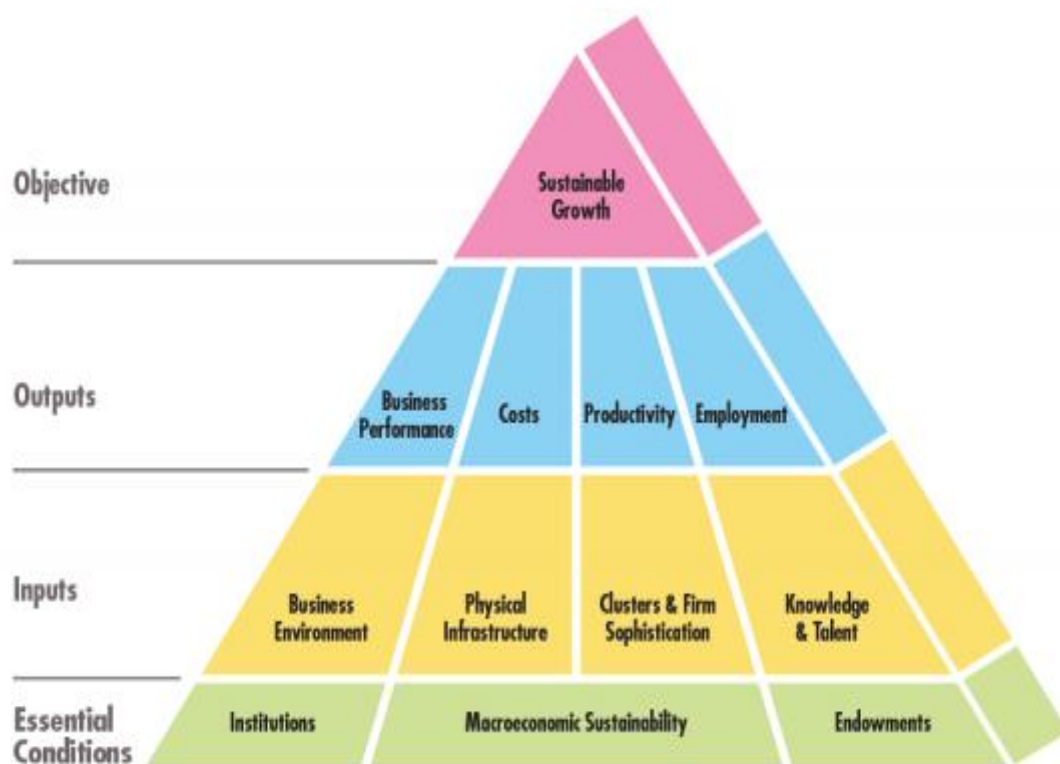 Objective
Sustainable
Growth
Outputs
Business
Performance
Costs
Productivity
Employment
Inputs
Business
Environment
Physical
Infrastructure
Clusters & Firm
Sophistication
Knowledge
& Talent
Essential
Conditions
Institutions
Macroeconomic Sustainability
Endowments